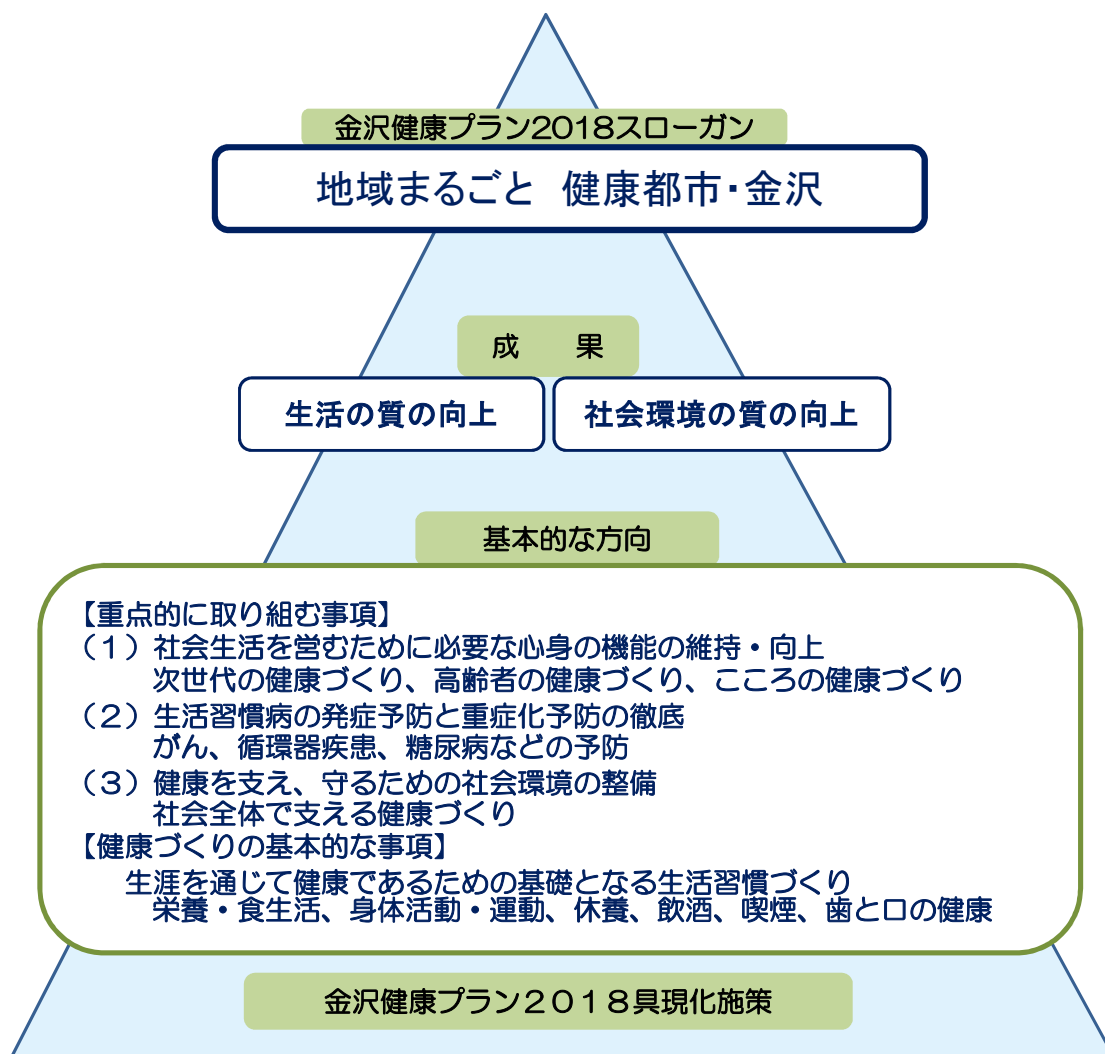 金沢健康プラン2018スローガン
地域まるごと　健康都市・金沢
成　　果
生活の質の向上
社会環境の質の向上
基本的な方向
【重点的に取り組む事項】
（１）社会生活を営むために必要な心身の機能の維持・向上
次世代の健康づくり、高齢者の健康づくり、こころの健康づくり
（２）生活習慣病の発症予防と重症化予防の徹底
がん、循環器疾患、糖尿病などの予防
（３）健康を支え、守るための社会環境の整備
社会全体で支える健康づくり
【健康づくりの基本的な事項】
生涯を通じて健康であるための基礎となる生活習慣づくり
栄養・食生活、身体活動・運動、休養、飲酒、喫煙、歯と口の健康
金沢健康プラン２０１８具現化施策